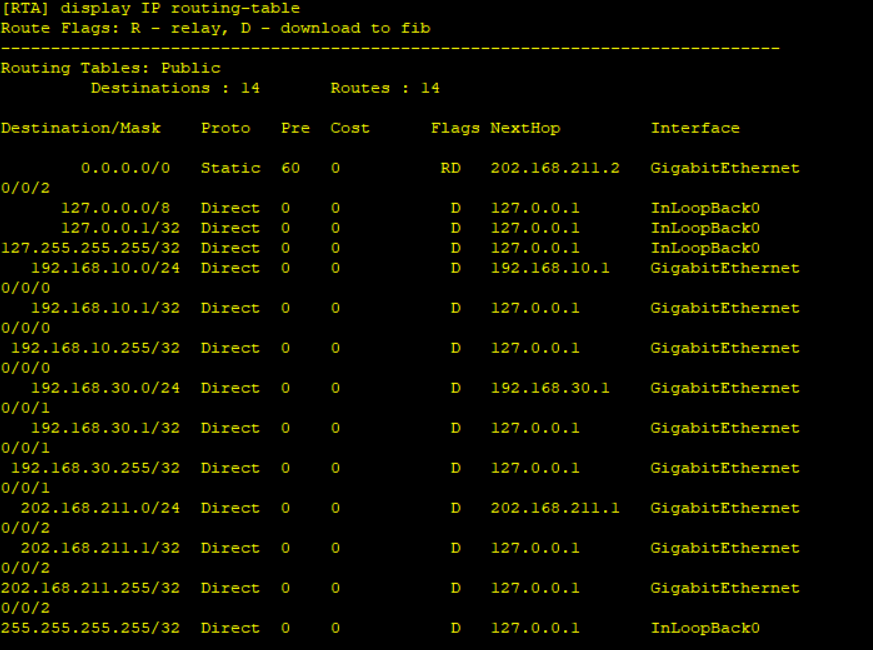 [RTA] display IP routing-table
Route Flags: R - relay, D - download to fib
------------------------------------------------------------------------------
Routing Tables: Public
         Destinations : 14       Routes : 14

Destination/Mask    Proto   Pre  Cost      Flags NextHop         Interface

        0.0.0.0/0   Static  60   0          RD   202.168.211.2   GigabitEthernet
0/0/2
      127.0.0.0/8   Direct  0    0           D   127.0.0.1       InLoopBack0
      127.0.0.1/32  Direct  0    0           D   127.0.0.1       InLoopBack0
127.255.255.255/32  Direct  0    0           D   127.0.0.1       InLoopBack0
   192.168.10.0/24  Direct  0    0           D   192.168.10.1    GigabitEthernet
0/0/0
   192.168.10.1/32  Direct  0    0           D   127.0.0.1       GigabitEthernet
0/0/0
 192.168.10.255/32  Direct  0    0           D   127.0.0.1       GigabitEthernet
0/0/0
   192.168.30.0/24  Direct  0    0           D   192.168.30.1    GigabitEthernet
0/0/1
   192.168.30.1/32  Direct  0    0           D   127.0.0.1       GigabitEthernet
0/0/1
 192.168.30.255/32  Direct  0    0           D   127.0.0.1       GigabitEthernet
0/0/1
  202.168.211.0/24  Direct  0    0           D   202.168.211.1   GigabitEthernet
0/0/2
  202.168.211.1/32  Direct  0    0           D   127.0.0.1       GigabitEthernet
0/0/2
202.168.211.255/32  Direct  0    0           D   127.0.0.1       GigabitEthernet
0/0/2
255.255.255.255/32  Direct  0    0           D   127.0.0.1       InLoopBack0